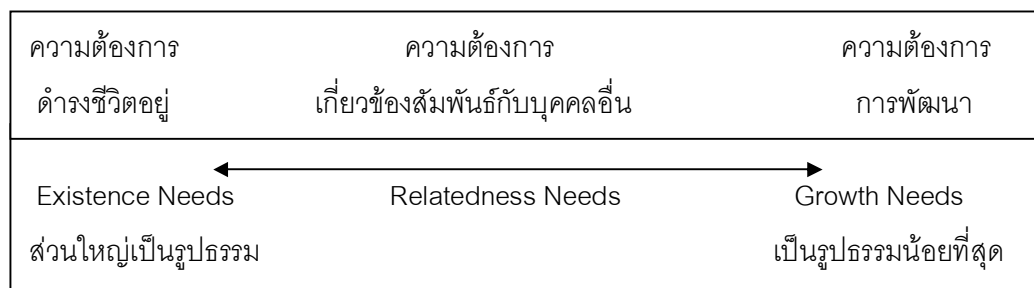 ความต้องการ ความต้องการ ความต้องการ
ดำรงชีวิตอยู่ เกี่ยวข้องสัมพันธ์กับบุคคลอื่น การพัฒนา
Existence Needs Relatedness Needs Growth Needs
ส่วนใหญ่เป็นรูปธรรม เป็นรูปธรรมน้อยที่สุด